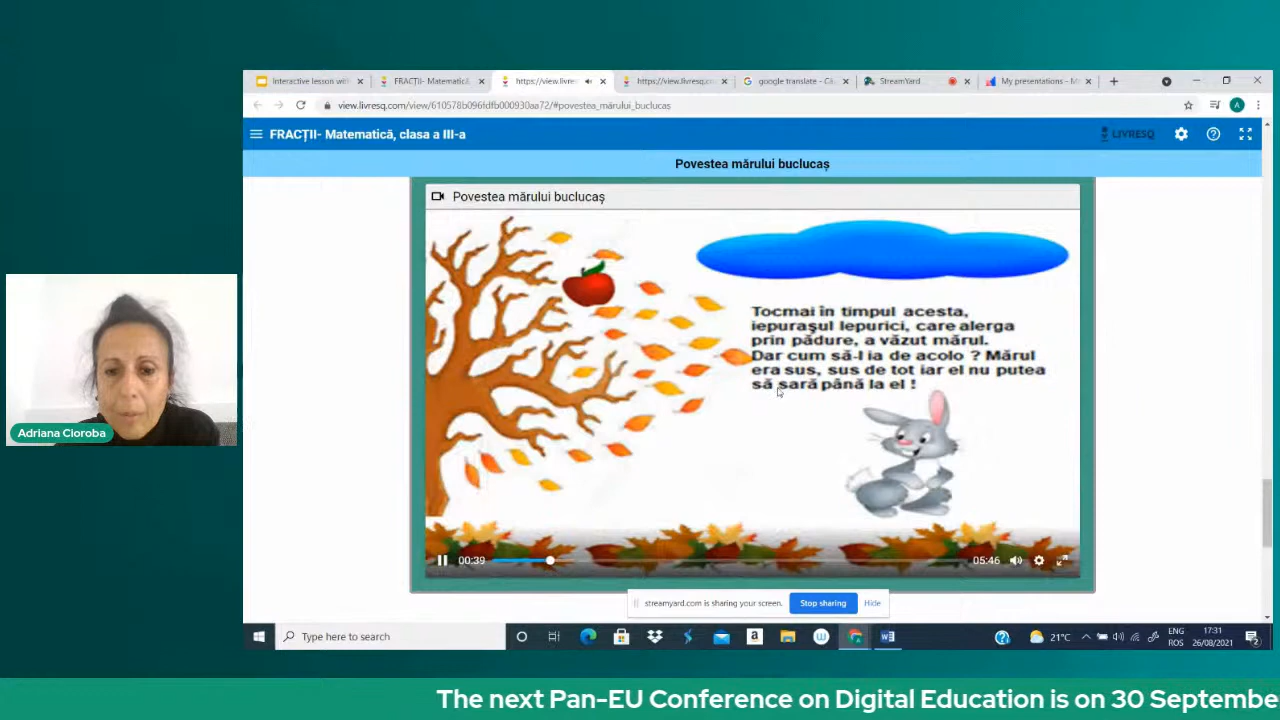 Interactive lesson with
FRACȚII- Matematică,
https://view.livres
https://view.livresq.co
google translate - Că
StreamYard
My presentations - M
view.livresq.com/view/610578b096fdfb000930aa72/#povestea_mărului_buclucas
FRACȚII- Matematică, clasa a III-a
LIVRESQ
Povestea mărului buclucaș
Povestea mărului buclucaș
Tocmai în timpul acesta,
iepuraşul Iepurici, care alerga
prin pădure, a văzut mărul.
Dar cum să-l ia de acolo ? Mărul
era sus, sus de tot iar el nu putea
să sară până la el !
00:39
05:46
Adriana Cioroba
streamyard.com is sharing your screen.
Stop sharing
Hide
Type here to search
21°C
ENG
ROS
17:31
26/08/2021
The next Pan-EU Conference on Digital Education is on 30 Septembe